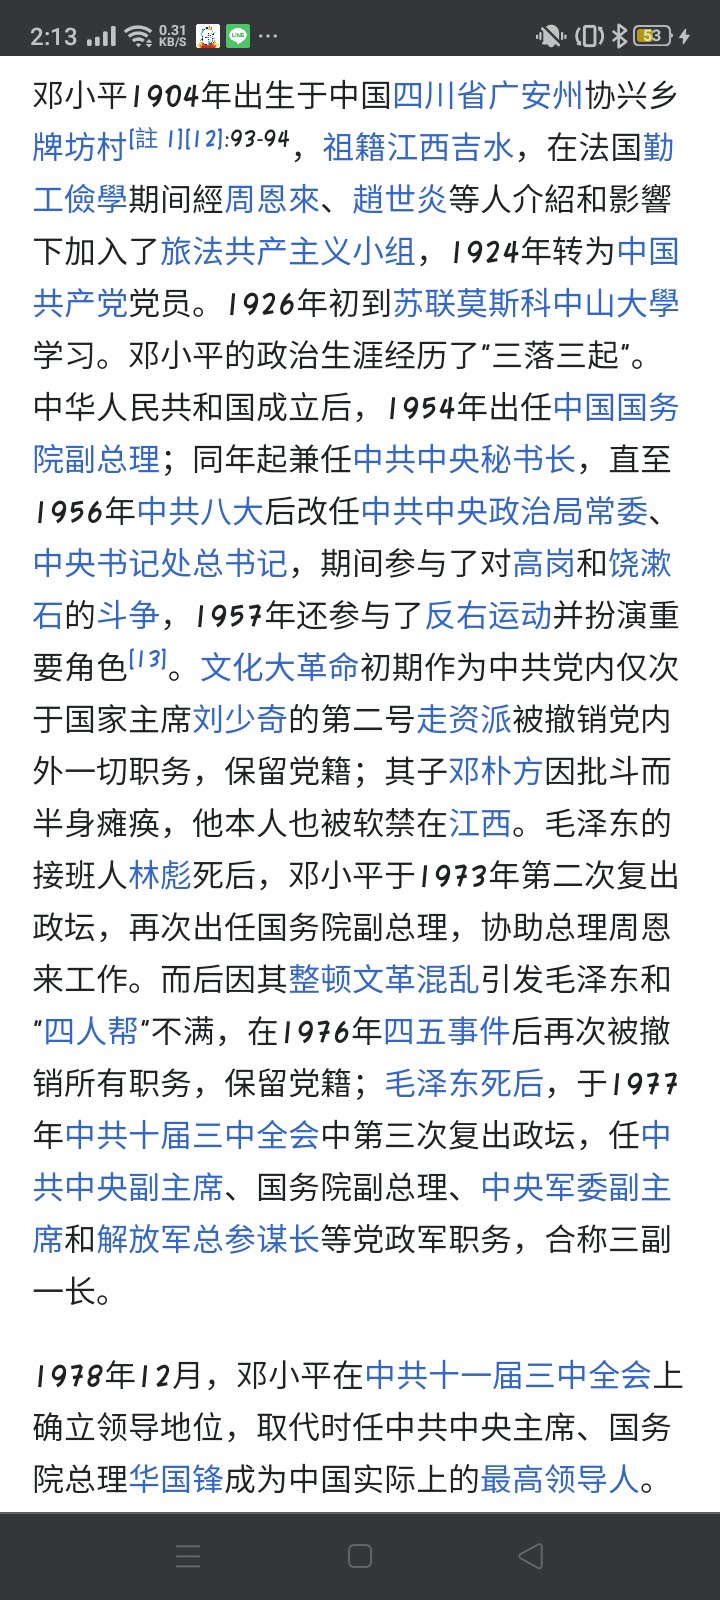 2:13 0.31 KB/S LINE ... 53
邓小平1904年出生于中国四川省广安州协兴乡
牌坊村[註 1][12]:93-94，祖籍江西吉水，在法国勤
工儉學期间經周恩來、趙世炎等人介紹和影響
下加入了旅法共产主义小组，1924年转为中国
共产党党员。1926年初到苏联莫斯科中山大學
学习。邓小平的政治生涯经历了"三落三起"。
中华人民共和国成立后，1954年出任中国国务
院副总理；同年起兼任中共中央秘书长，直至
1956年中共八大后改任中共中央政治局常委、
中央书记处总书记，期间参与了对高岗和饶漱
石的斗争，1957年还参与了反右运动并扮演重
要角色[13]。文化大革命初期作为中共党内仅次
于国家主席刘少奇的第二号走资派被撤销党内
外一切职务，保留党籍；其子邓朴方因批斗而
半身瘫痪，他本人也被软禁在江西。毛泽东的
接班人林彪死后，邓小平于1973年第二次复出
政坛，再次出任国务院副总理，协助总理周恩
来工作。而后因其整顿文革混乱引发毛泽东和
"四人帮"不满，在1976年四五事件后再次被撤
销所有职务，保留党籍；毛泽东死后，于1977
年中共十届三中全会中第三次复出政坛，任中
共中央副主席、国务院副总理、中央军委副主
席和解放军总参谋长等党政军职务，合称三副
一长。
1978年12月，邓小平在中共十一届三中全会上
确立领导地位，取代时任中共中央主席、国务
院总理华国锋成为中国实际上的最高领导人。